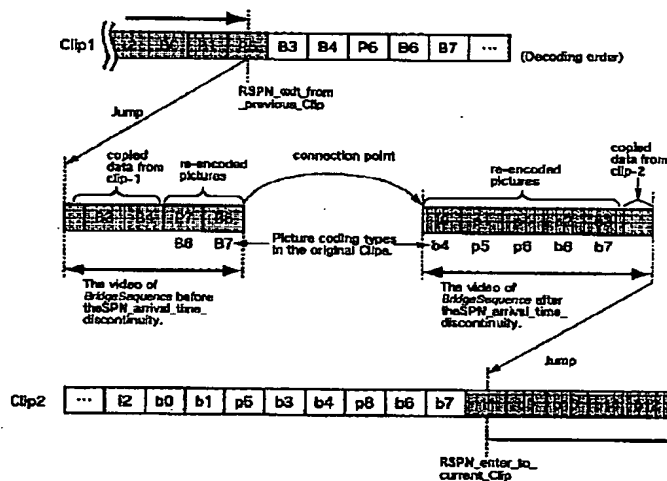 Clip1
B3 B4 P6 B6 B7 ...
(Decoding order)
RSPN_exit_from
_previous_Clip
Jump
copied
data from
clip-1
re-encoded
pictures
connection point
re-encoded
pictures
copied
data from
clip-2
B6 B7
Picture coding types
in the original Clips.
b4 p5 p8 b6 b7
The video of
BridgeSequence before
theSPN_arrival_time_
discontinuity.
The video of
BridgeSequence after
theSPN_arrival_time_
discontinuity.
Jump
Clip2
... i2 b0 b1 p5 b3 b4 p8 b6 b7
RSPN_enter_to_
current_Clip